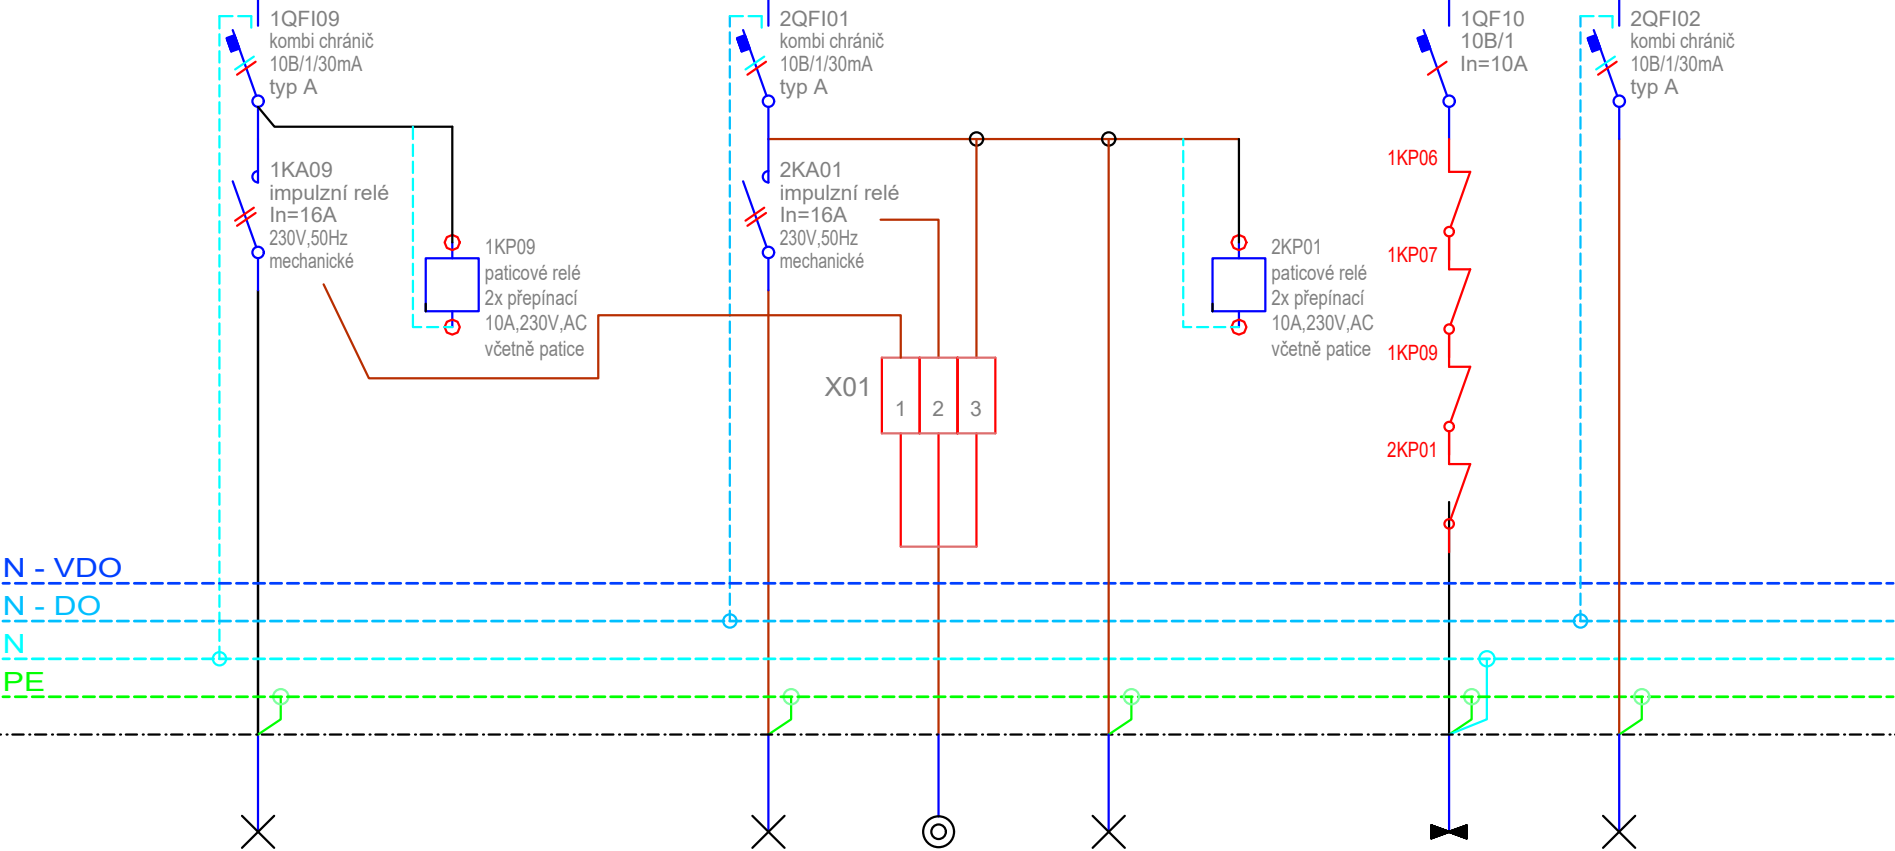 1QFI09
kombi chránič
10B/1/30mA
typ A
2QFI01
kombi chránič
10B/1/30mA
typ A
1QF10
10B/1
In=10A
2QFI02
kombi chránič
10B/1/30mA
typ A
1KA09
impulzní relé
In=16A
230V,50Hz
mechanické
1KP09
paticové relé
2x přepínací
10A,230V,AC
včetně patice
2KA01
impulzní relé
In=16A
230V,50Hz
mechanické
2KP01
paticové relé
2x přepínací
10A,230V,AC
včetně patice
1KP06
1KP07
1KP09
2KP01
X01
1 2 3
N - VDO
N - DO
N
PE